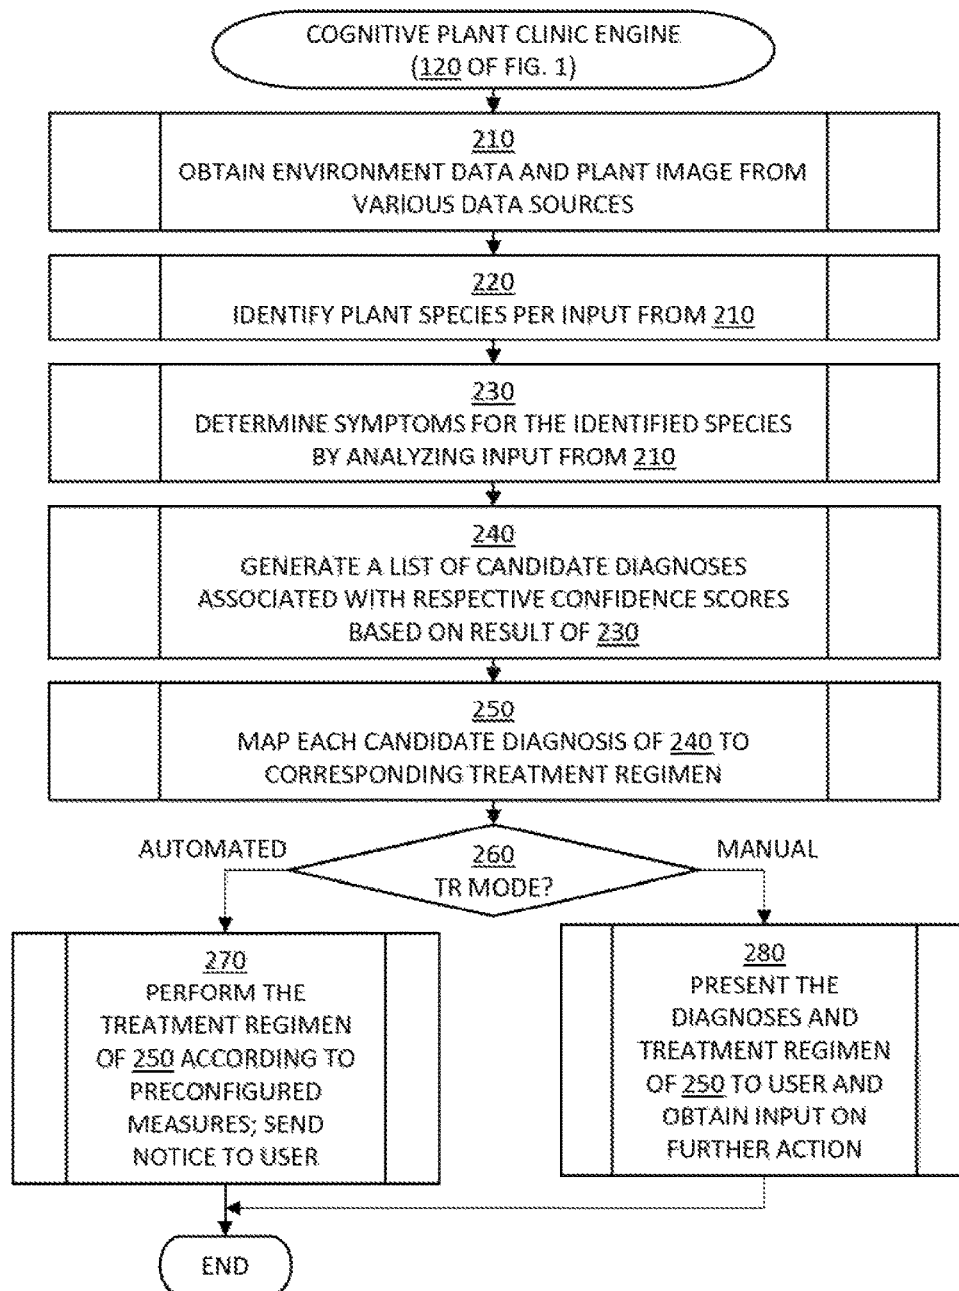 COGNITIVE PLANT CLINIC ENGINE
(120 OF FIG. 1)
210
OBTAIN ENVIRONMENT DATA AND PLANT IMAGE FROM
VARIOUS DATA SOURCES
220
IDENTIFY PLANT SPECIES PER INPUT FROM 210
230
DETERMINE SYMPTOMS FOR THE IDENTIFIED SPECIES
BY ANALYZING INPUT FROM 210
240
GENERATE A LIST OF CANDIDATE DIAGNOSES
ASSOCIATED WITH RESPECTIVE CONFIDENCE SCORES
BASED ON RESULT OF 230
250
MAP EACH CANDIDATE DIAGNOSIS OF 240 TO
CORRESPONDING TREATMENT REGIMEN
AUTOMATED
260
TR MODE?
MANUAL
270
PERFORM THE
TREATMENT REGIMEN
OF 250 ACCORDING TO
PRECONFIGURED
MEASURES; SEND
NOTICE TO USER
280
PRESENT THE
DIAGNOSES AND
TREATMENT REGIMEN
OF 250 TO USER AND
OBTAIN INPUT ON
FURTHER ACTION
END